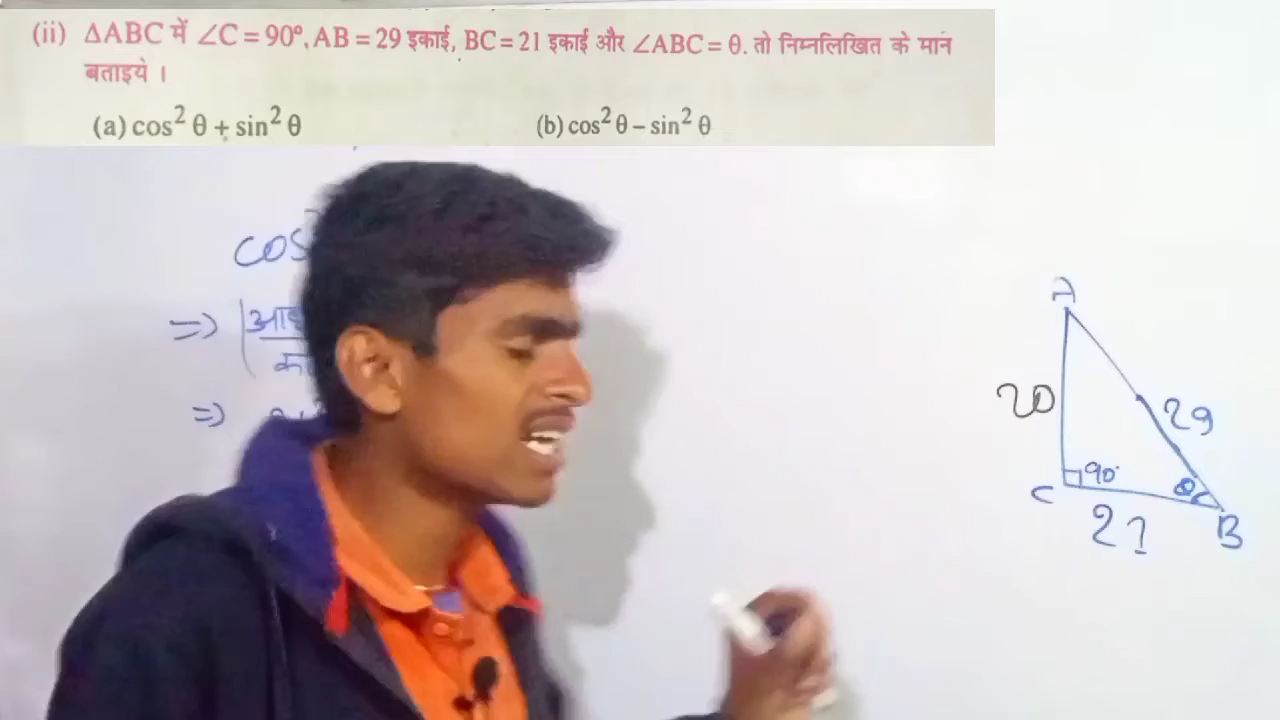 (ii) ΔABC में ∠C = 90°, AB = 29 इकाई, BC = 21 इकाई और ∠ABC = θ. तो निम्नलिखित के मान
बताइये ।
(a) cos² θ + sin² θ (b) cos² θ – sin² θ
cos
=>
=>
A
20
29
90°
θ
C
21
B